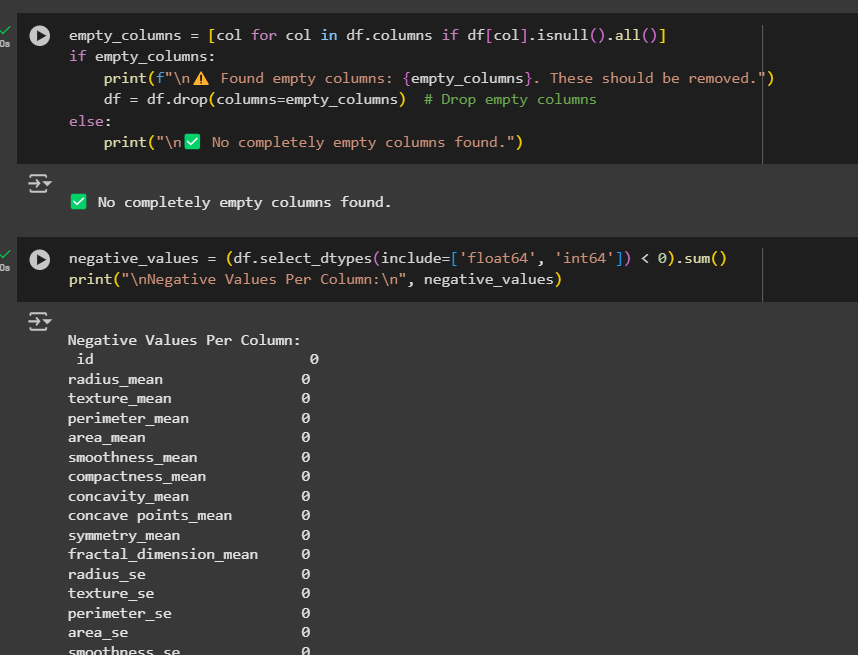 empty_columns = [col for col in df.columns if df[col].isnull().all()]
0s
if empty_columns:
    print(f"\n⚠️ Found empty columns: {empty_columns}. These should be removed.")
    df = df.drop(columns=empty_columns)  # Drop empty columns
else:
    print("\n✅ No completely empty columns found.")
✅ No completely empty columns found.
negative_values = (df.select_dtypes(include=['float64', 'int64']) < 0).sum()
0s
print("\nNegative Values Per Column:\n", negative_values)
Negative Values Per Column:
 id                         0
radius_mean                0
texture_mean               0
perimeter_mean             0
area_mean                  0
smoothness_mean            0
compactness_mean           0
concavity_mean             0
concave points_mean        0
symmetry_mean              0
fractal_dimension_mean     0
radius_se                  0
texture_se                 0
perimeter_se               0
area_se                    0
smoothness_se              0